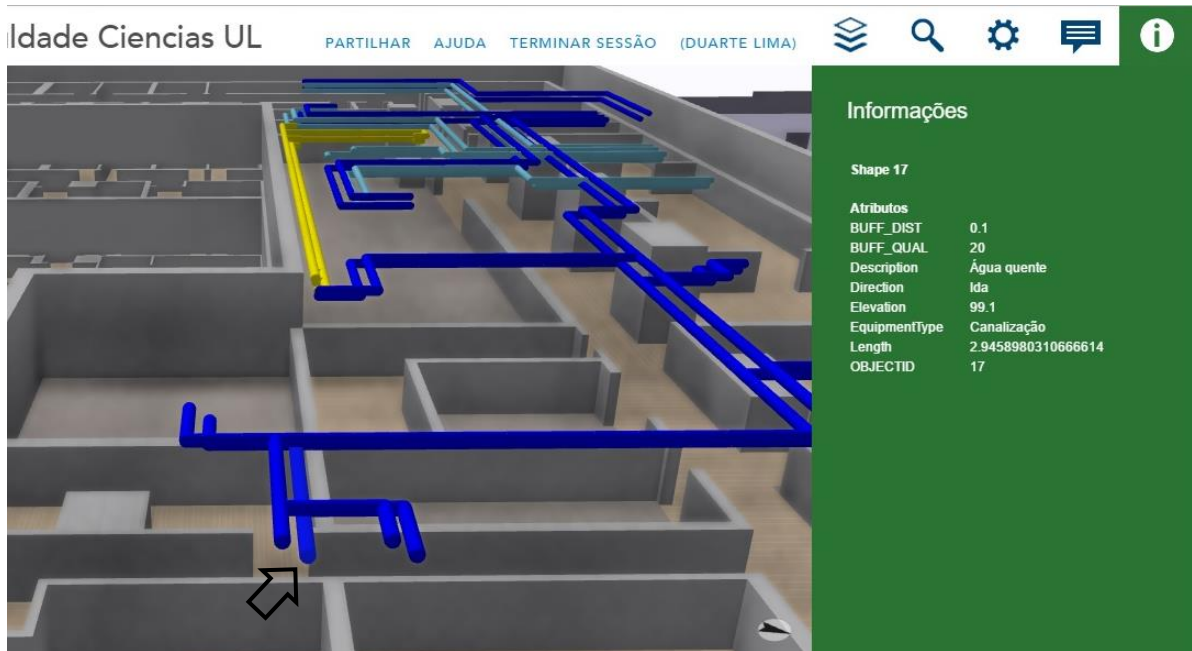 ldade Ciencias UL PARTILHAR AJUDA TERMINAR SESSÃO (DUARTE LIMA)
Informações
Shape 17
Atributos
BUFF_DIST 0.1
BUFF_QUAL 20
Description Água quente
Direction Ida
Elevation 99.1
EquipmentType Canalização
Length 2.9458980310666614
OBJECTID 17